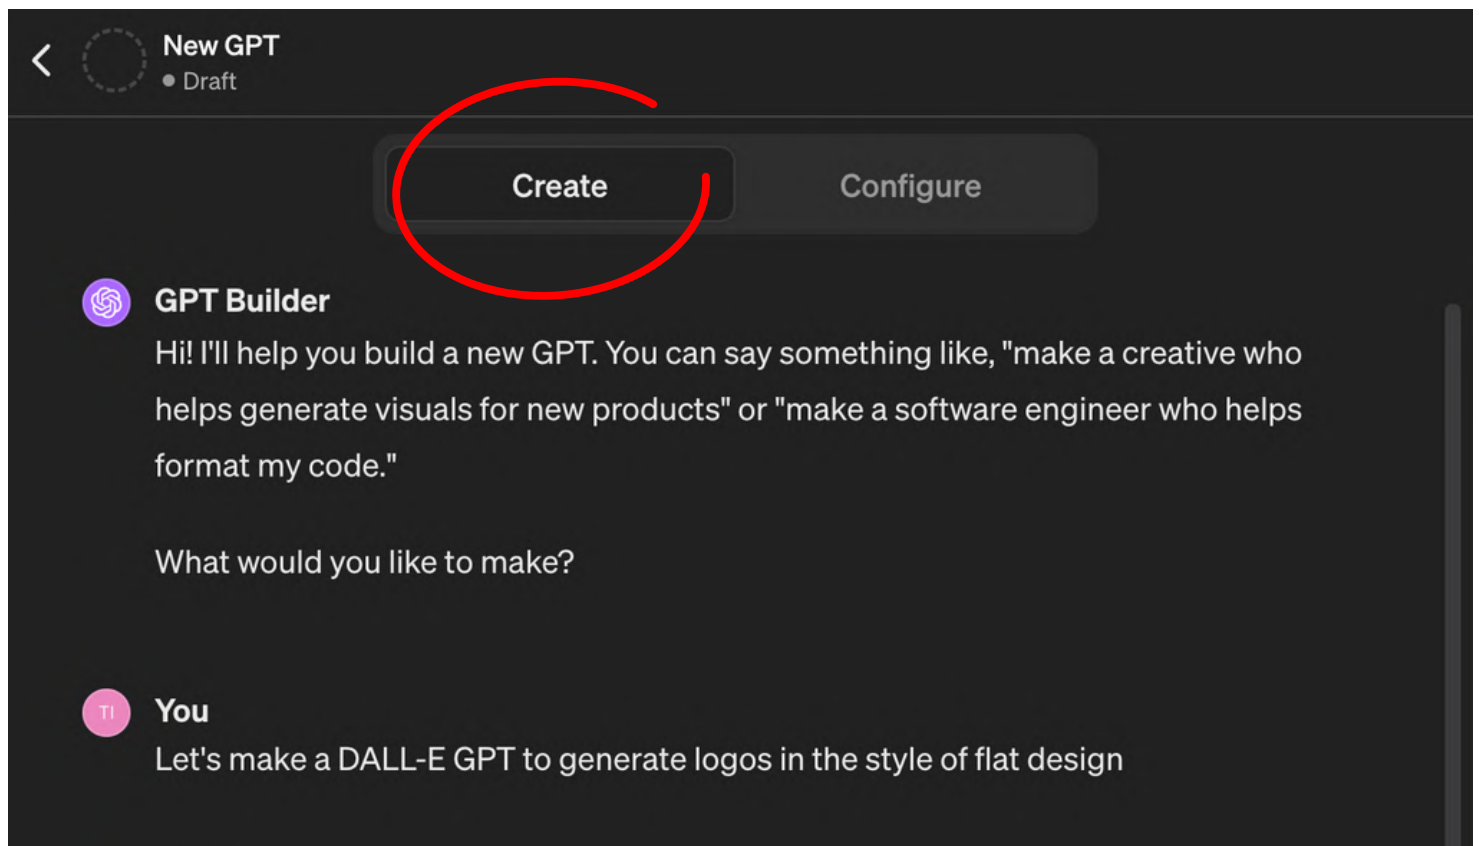 New GPT
Draft
Create
Configure
GPT Builder
Hi! I'll help you build a new GPT. You can say something like, "make a creative who
helps generate visuals for new products" or "make a software engineer who helps
format my code."
What would you like to make?
TI
You
Let's make a DALL-E GPT to generate logos in the style of flat design